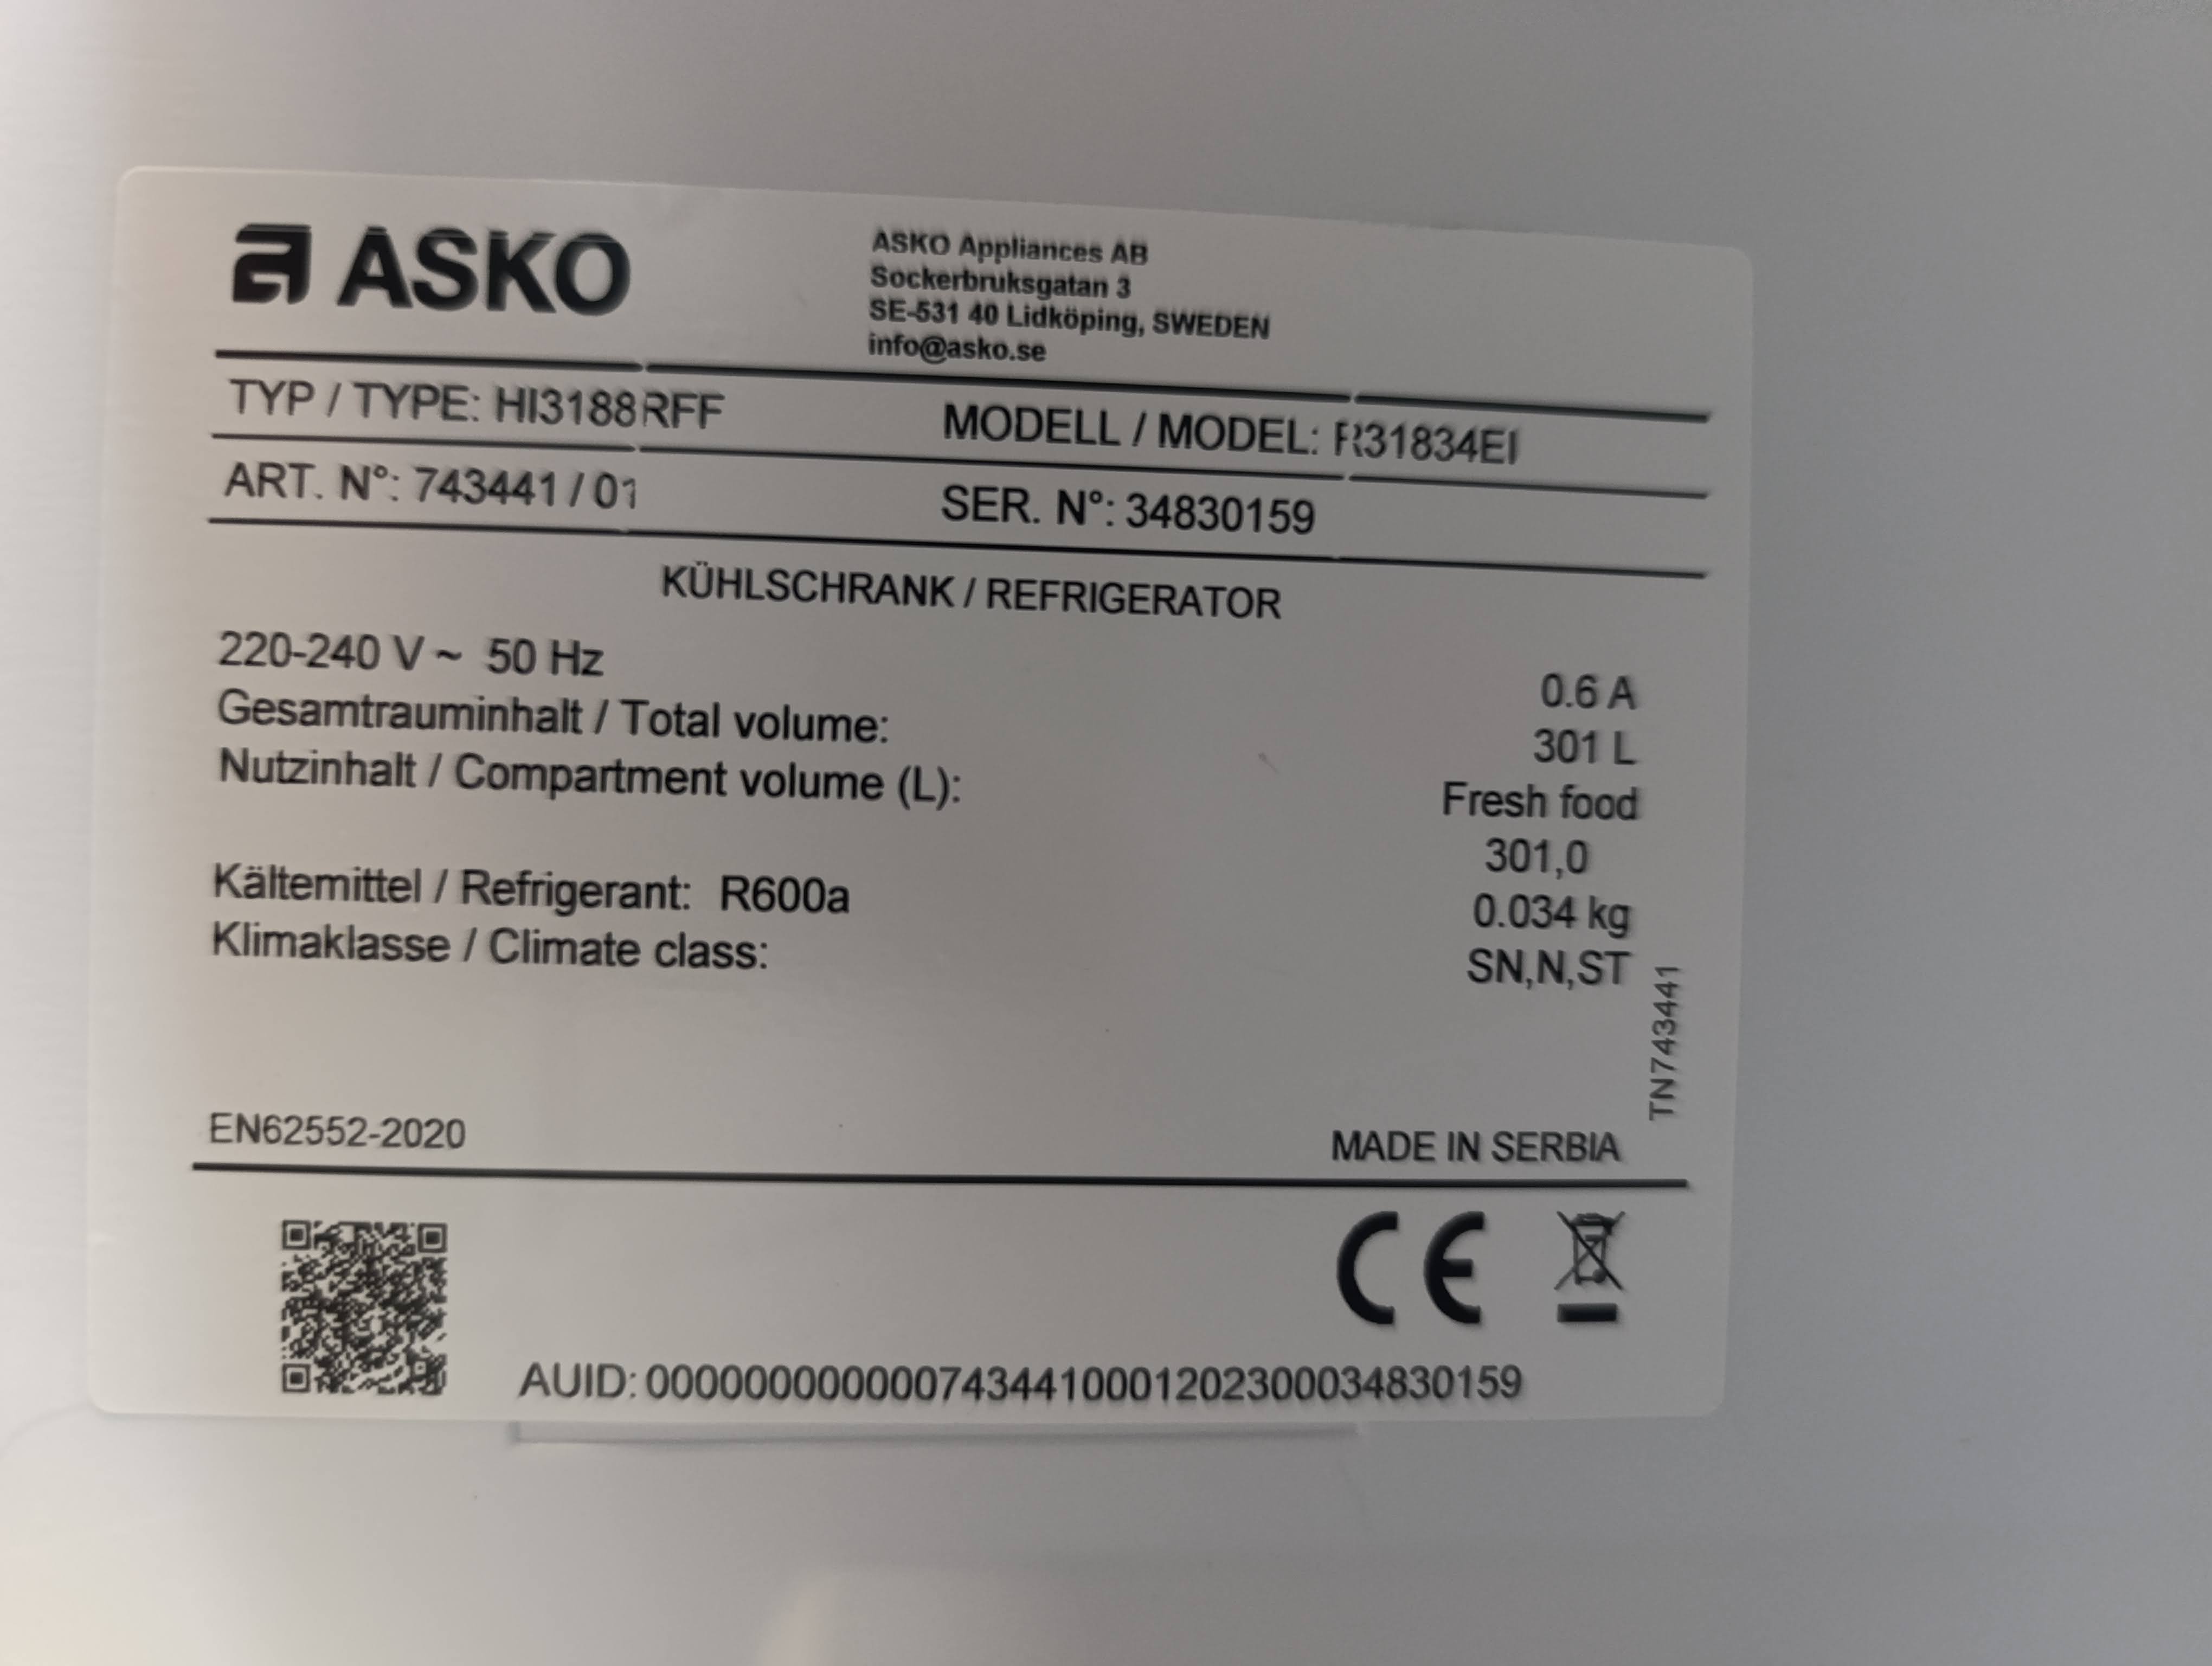 ASKO
ASKO Appliances AB
Sockerbruksgatan 3
SE-531 40 Lidköping, SWEDEN
info@asko.se
TYP / TYPE: HI3188RFF MODELL / MODEL: R31834EI
ART. N°: 743441 / 01 SER. N°: 34830159
KÜHLSCHRANK / REFRIGERATOR
220-240 V ~ 50 Hz 0.6 A
Gesamtrauminhalt / Total volume: 301 L
Nutzinhalt / Compartment volume (L): Fresh food
301,0
Kältemittel / Refrigerant: R600a 0.034 kg
Klimaklasse / Climate class: SN,N,ST
TN743441
EN62552-2020 MADE IN SERBIA
CE
AUID: 00000000000007434410001202300034830159